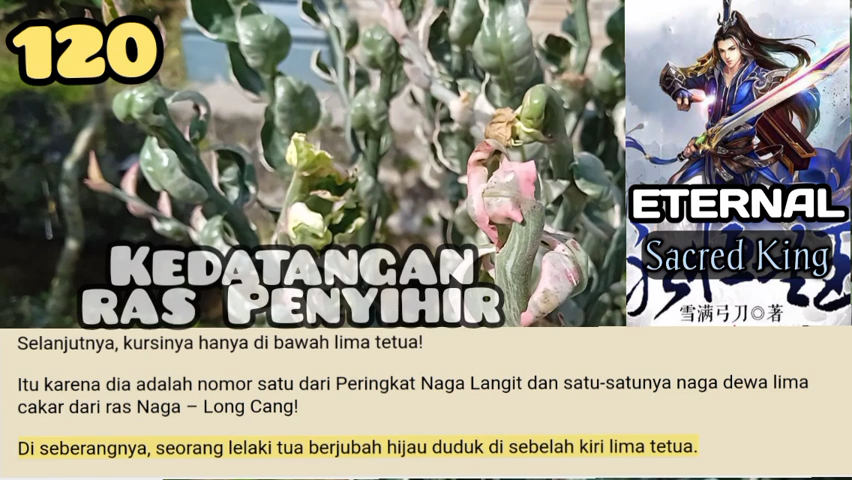 120
KEDATANGAN
RAS PENYIHIR
ETERNAL
Sacred King
雪满弓刀◎著
Selanjutnya, kursinya hanya di bawah lima tetua!
Itu karena dia adalah nomor satu dari Peringkat Naga Langit dan satu-satunya naga dewa lima
cakar dari ras Naga – Long Cang!
Di seberangnya, seorang lelaki tua berjubah hijau duduk di sebelah kiri lima tetua.